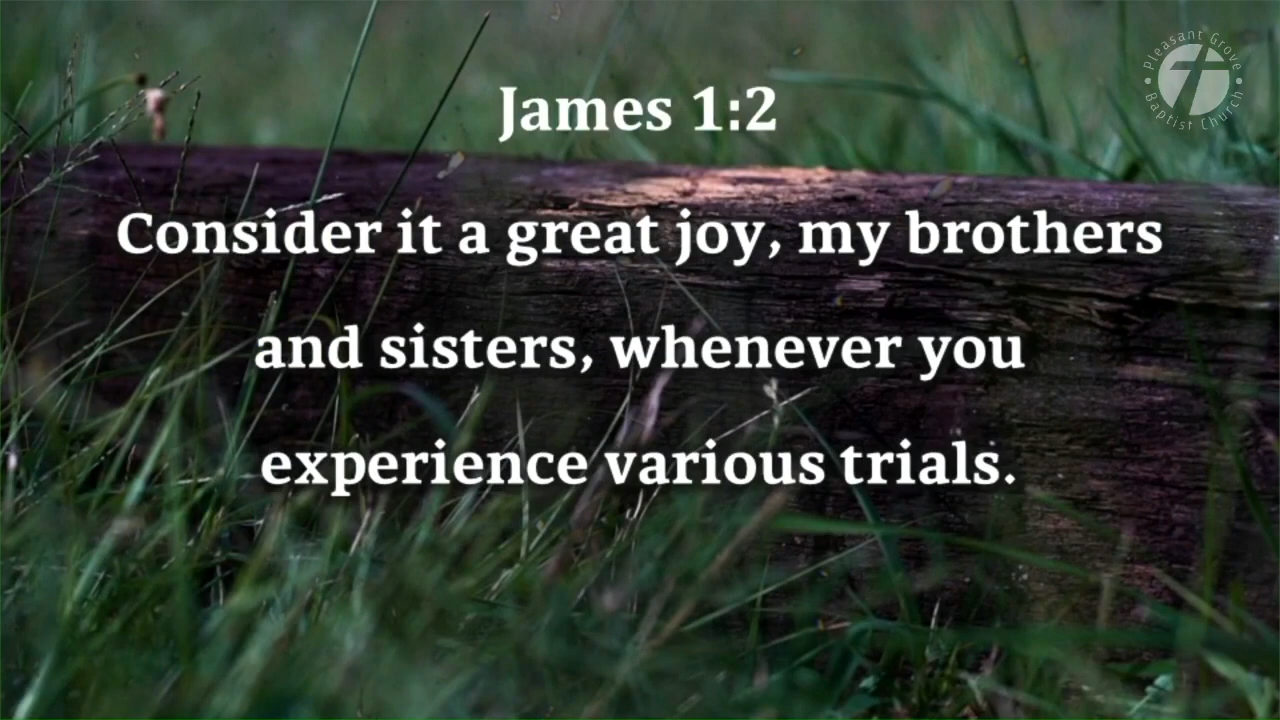 Pleasant Grove
Baptist Church
James 1:2
Consider it a great joy, my brothers
and sisters, whenever you
experience various trials.